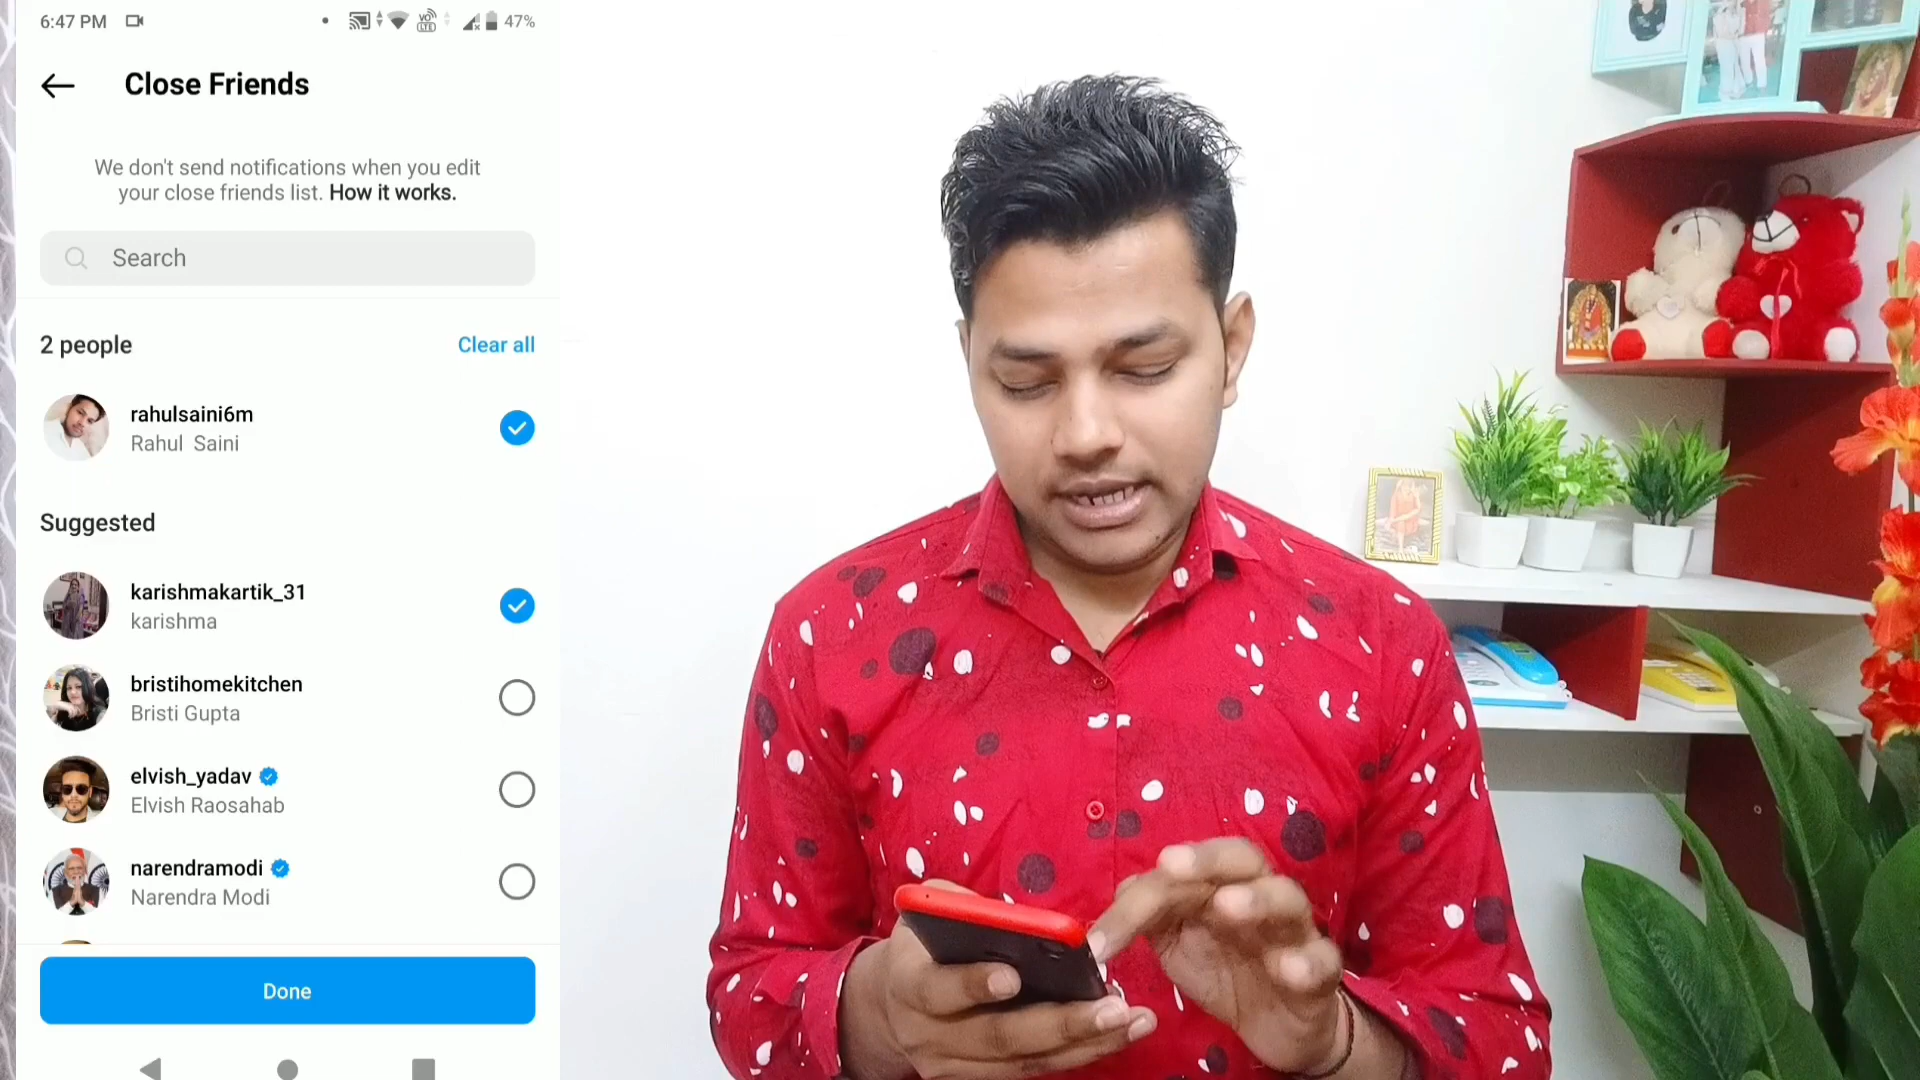 6:47 PM
VO LTE
47%
Close Friends
We don't send notifications when you edit
your close friends list. How it works.
Search
2 people
Clear all
rahulsaini6m
Rahul Saini
Suggested
karishmakartik_31
karishma
bristihomekitchen
Bristi Gupta
elvish_yadav
Elvish Raosahab
narendramodi
Narendra Modi
Done